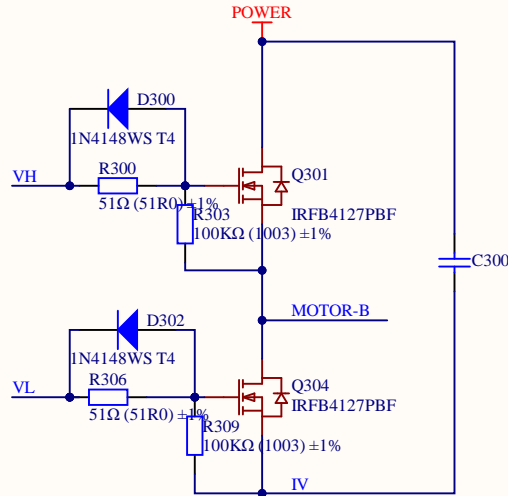 POWER
D300
1N4148WS T4
VH
R300
51Ω (51R0) ±1%
R303
100KΩ (1003) ±1%
Q301
IRFB4127PBF
C300
MOTOR-B
D302
1N4148WS T4
VL
R306
51Ω (51R0) ±1%
R309
100KΩ (1003) ±1%
Q304
IRFB4127PBF
IV